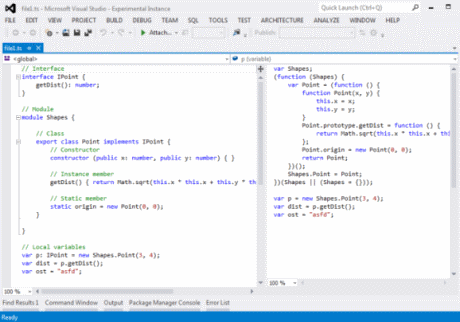 file1.ts - Microsoft Visual Studio - Experimental Instance
Quick Launch (Ctrl+Q)
FILE EDIT VIEW PROJECT BUILD DEBUG TEAM SQL TOOLS TEST ARCHITECTURE ANALYZE WINDOW HELP
Attach...
Publish:
file1.ts
<global>
p (variable)
// Interface
interface IPoint {
getDist(): number;
}
// Module
module Shapes {
// Class
export class Point implements IPoint {
// Constructor
constructor (public x: number, public y: number) { }
// Instance member
getDist() { return Math.sqrt(this.x * this.x + this.y * th
// Static member
static origin = new Point(0, 0);
}
}
// Local variables
var p: IPoint = new Shapes.Point(3, 4);
var dist = p.getDist();
var ost = "asfd";
100 %
var Shapes;
(function (Shapes) {
var Point = (function () {
function Point(x, y) {
this.x = x;
this.y = y;
}
Point.prototype.getDist = function () {
return Math.sqrt(this.x * this.x + th
};
Point.origin = new Point(0, 0);
return Point;
})();
Shapes.Point = Point;
})(Shapes || (Shapes = {}));
var p = new Shapes.Point(3, 4);
var dist = p.getDist();
var ost = "asfd";
100 %
Find Results 1 Command Window Output Package Manager Console Error List
Ready